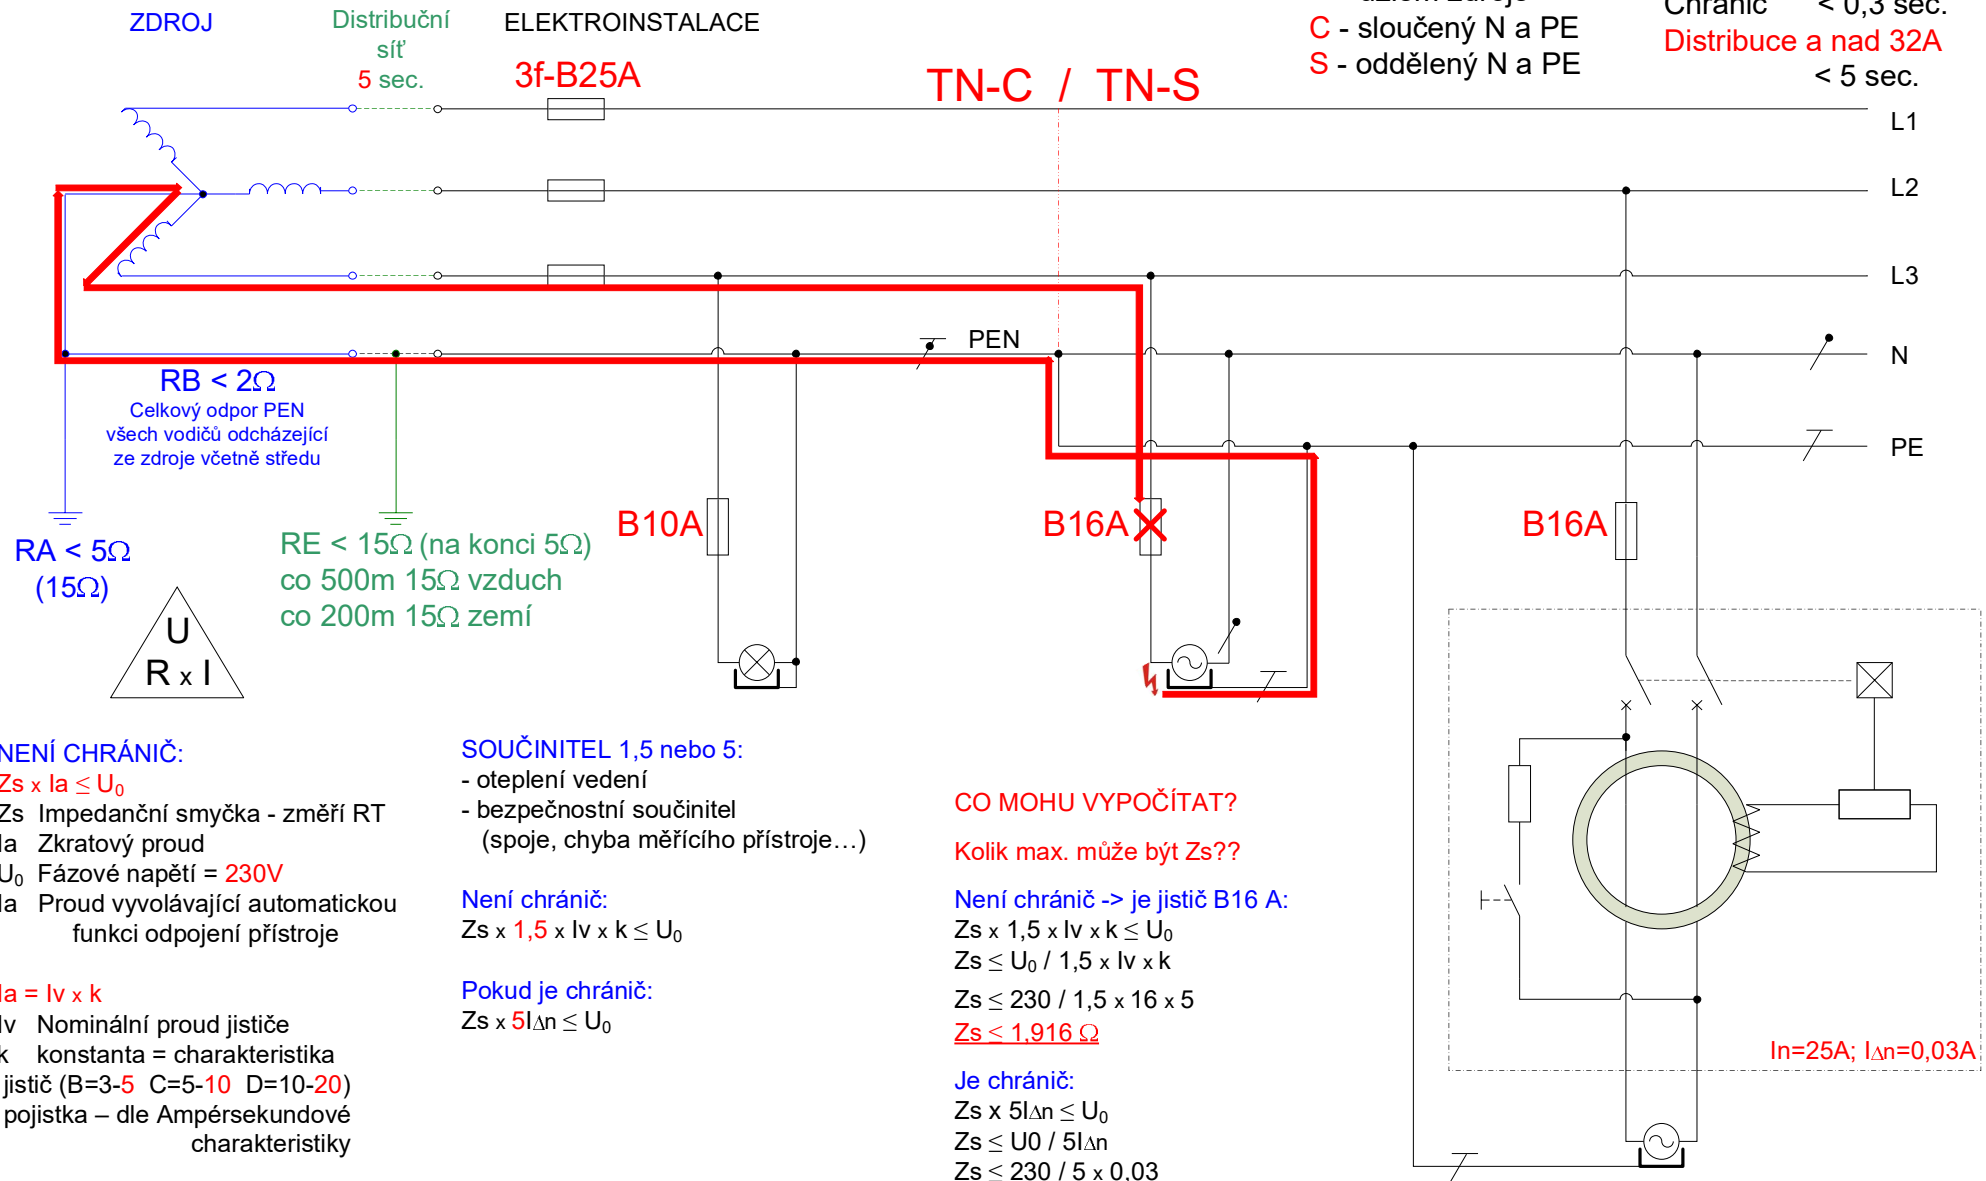 ZDROJ
Distribuční
síť
5 sec.
ELEKTROINSTALACE
3f-B25A
TN-C / TN-S
C - sloučený N a PE
S - oddělený N a PE
Chránič < 0,3 sec.
Distribuce a nad 32A
< 5 sec.
L1
L2
L3
PEN
N
PE
RB < 2Ω
Celkový odpor PEN
všech vodičů odcházející
ze zdroje včetně středu
RA < 5Ω
(15Ω)
RE < 15Ω (na konci 5Ω)
co 500m 15Ω vzduch
co 200m 15Ω zemí
B10A
B16A
B16A
U
R x I
NENÍ CHRÁNIČ:
Zs x Ia ≤ U₀
Zs Impedanční smyčka - změří RT
Ia Zkratový proud
U₀ Fázové napětí = 230V
Ia Proud vyvolávající automatickou
funkci odpojení přístroje
Ia = Iv x k
Iv Nominální proud jističe
k konstanta = charakteristika
jistič (B=3-5 C=5-10 D=10-20)
pojistka – dle Ampérsekundové
charakteristiky
SOUČINITEL 1,5 nebo 5:
- oteplení vedení
- bezpečnostní součinitel
(spoje, chyba měřícího přístroje…)
Není chránič:
Zs x 1,5 x Iv x k ≤ U₀
Pokud je chránič:
Zs x 5I∆n ≤ U₀
CO MOHU VYPOČÍTAT?
Kolik max. může být Zs??
Není chránič -> je jistič B16 A:
Zs x 1,5 x Iv x k ≤ U₀
Zs ≤ U₀ / 1,5 x Iv x k
Zs ≤ 230 / 1,5 x 16 x 5
Zs ≤ 1,916 Ω
Je chránič:
Zs x 5I∆n ≤ U₀
Zs ≤ U0 / 5I∆n
Zs ≤ 230 / 5 x 0,03
In=25A; I∆n=0,03A